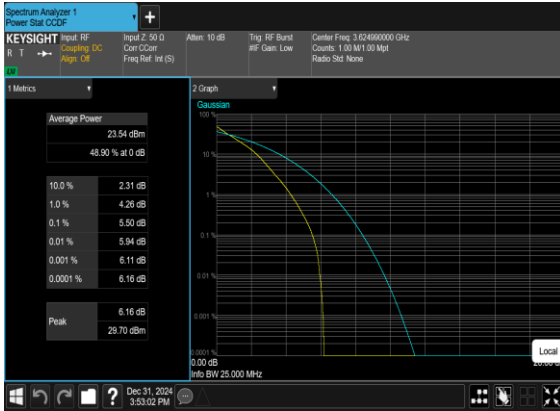 Spectrum Analyzer 1
Power Stat CCDF
+
KEYSIGHT
R T
LV
Input: RF
Coupling: DC
Align: Off
Input Z: 50 Ω
Corr CCorr
Freq Ref: Int (S)
Atten: 10 dB
Trig: RF Burst
#IF Gain: Low
Center Freq: 3.624990000 GHz
Counts: 1.00 M/1.00 Mpt
Radio Std: None
1 Metrics
Average Power
23.54 dBm
48.90 % at 0 dB
10.0 % 2.31 dB
1.0 % 4.26 dB
0.1 % 5.50 dB
0.01 % 5.94 dB
0.001 % 6.11 dB
0.0001 % 6.16 dB
Peak
6.16 dB
29.70 dBm
2 Graph
Gaussian
100 %
10 %
1 %
0.1 %
0.01 %
0.001 %
0.0001 %
0.00 dB
Info BW 25.000 MHz
Local
?
Dec 31, 2024
3:53:02 PM